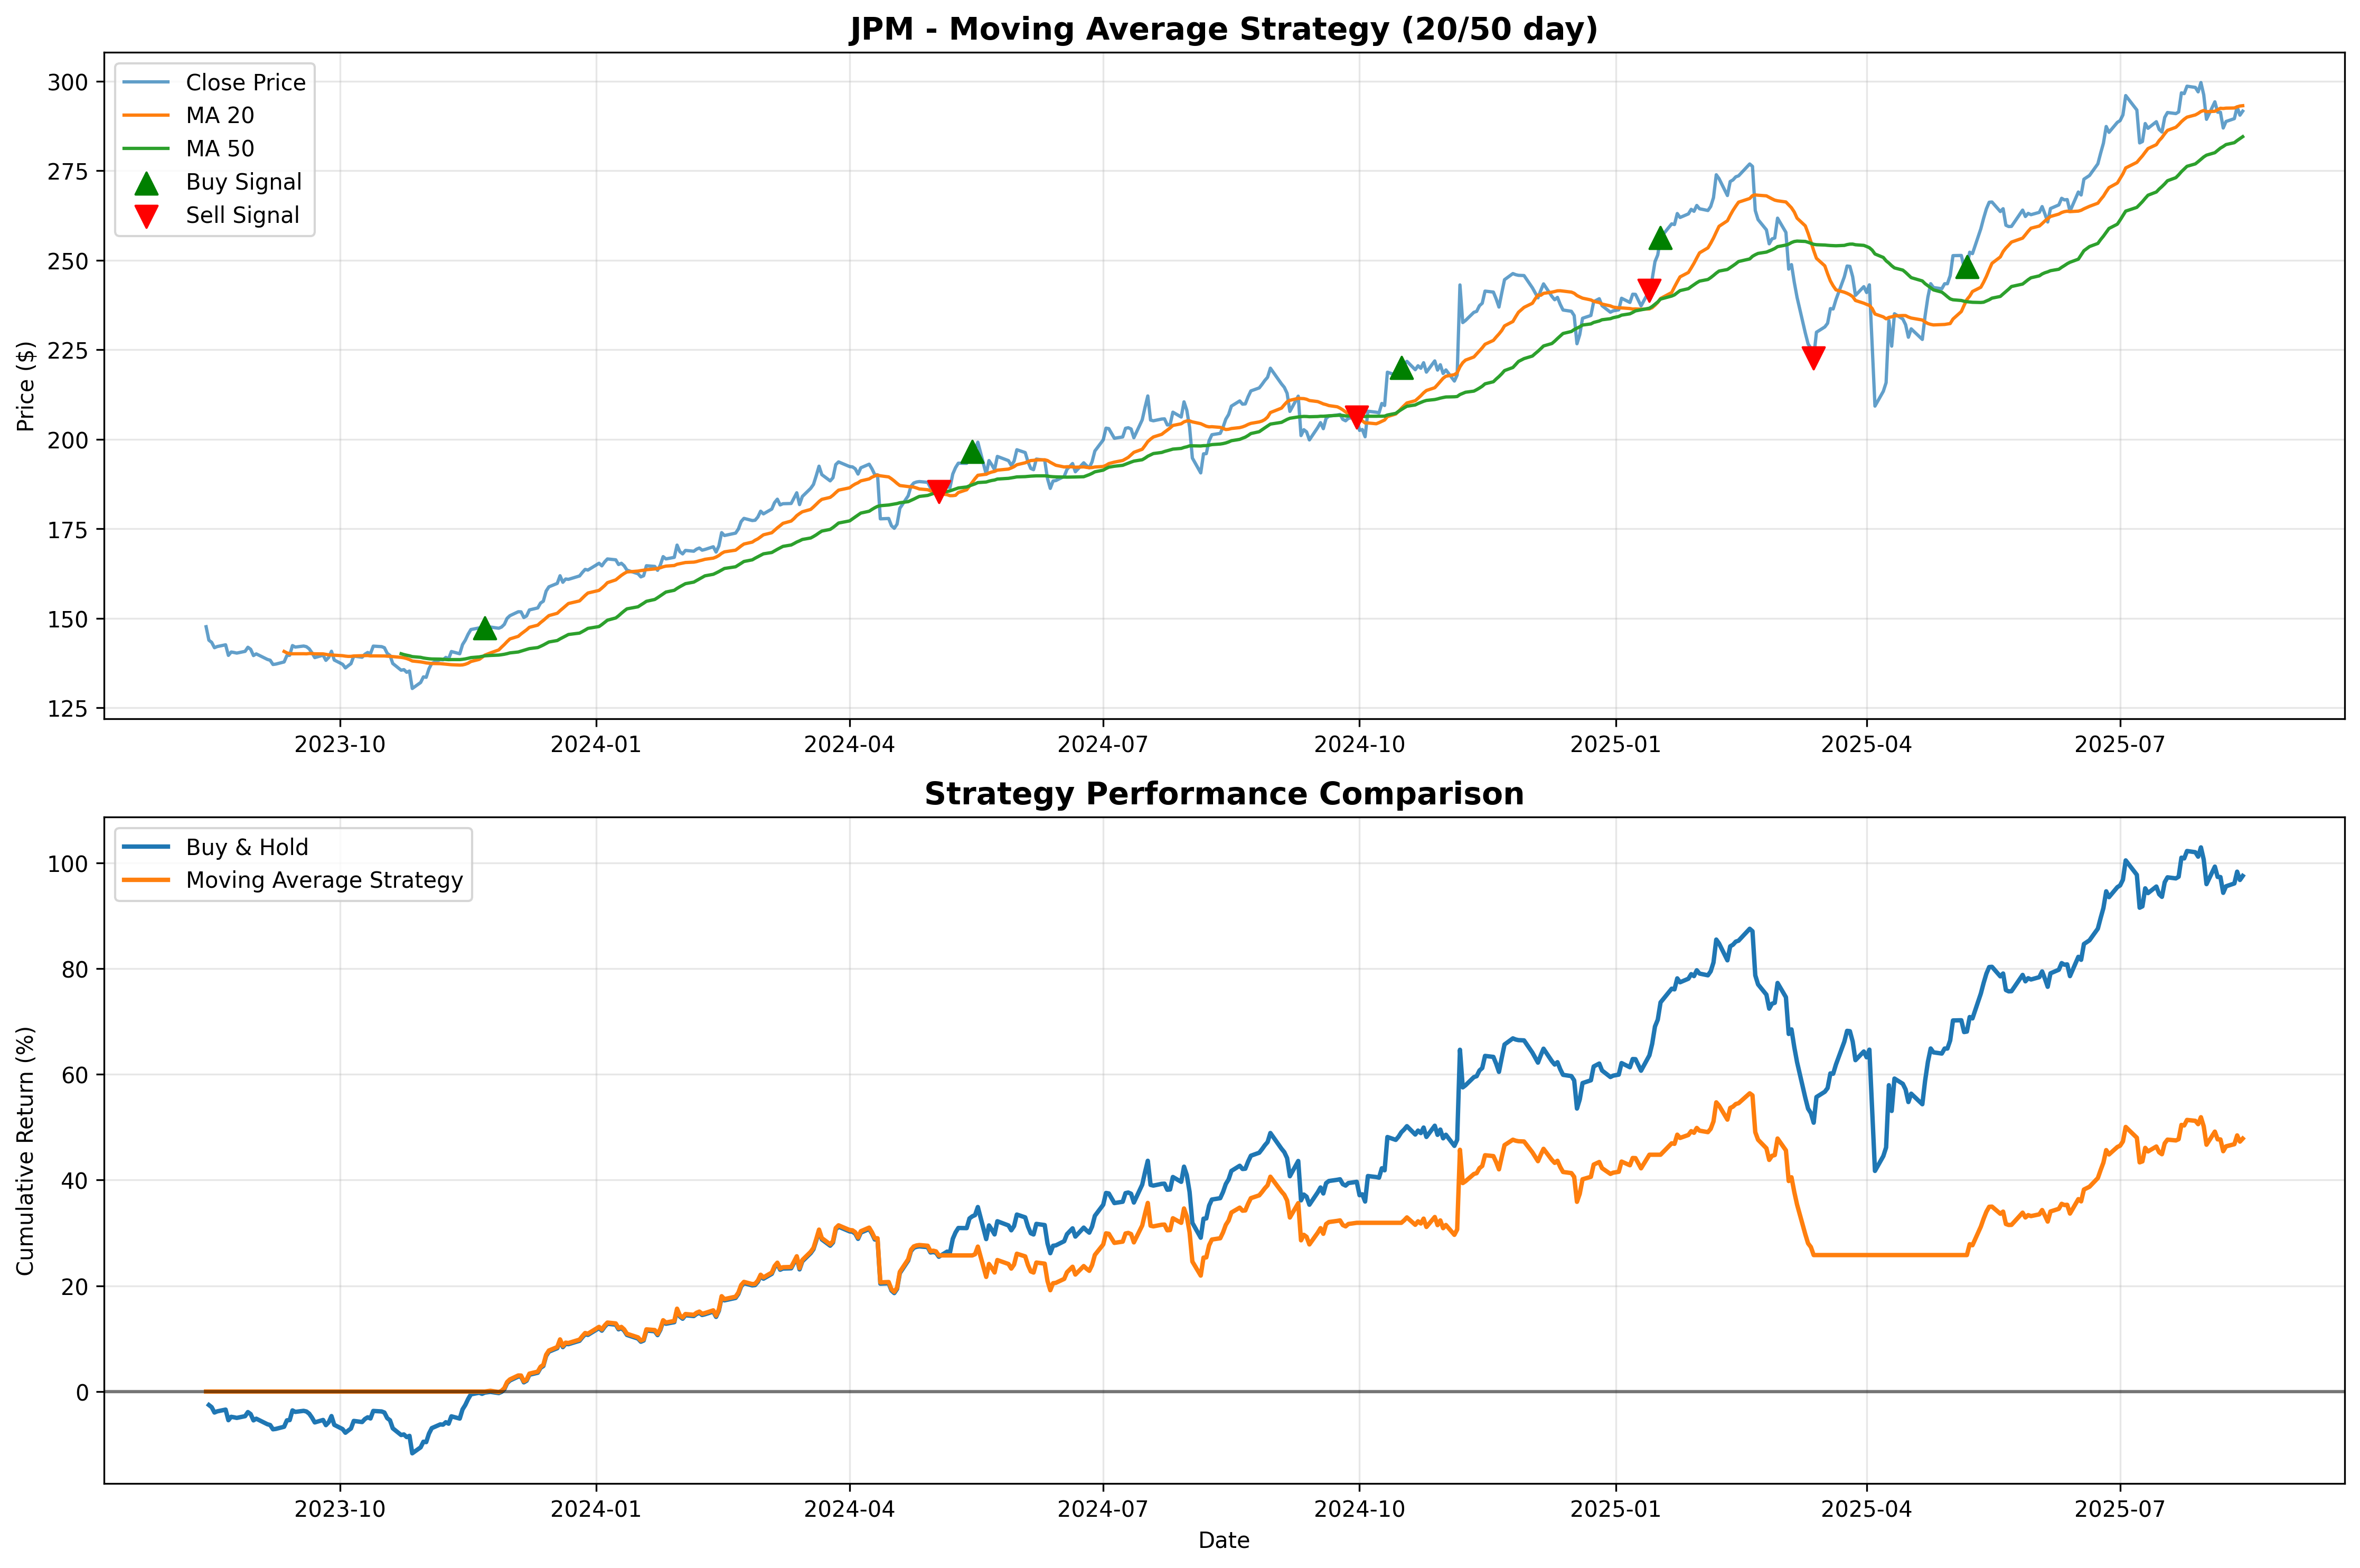 JPM - Moving Average Strategy (20/50 day)
Close Price
MA 20
MA 50
Buy Signal
Sell Signal
Price ($)
300
275
250
225
200
175
150
125
2023-10 2024-01 2024-04 2024-07 2024-10 2025-01 2025-04 2025-07
Strategy Performance Comparison
Buy & Hold
Moving Average Strategy
Cumulative Return (%)
100
80
60
40
20
0
2023-10 2024-01 2024-04 2024-07 2024-10 2025-01 2025-04 2025-07
Date